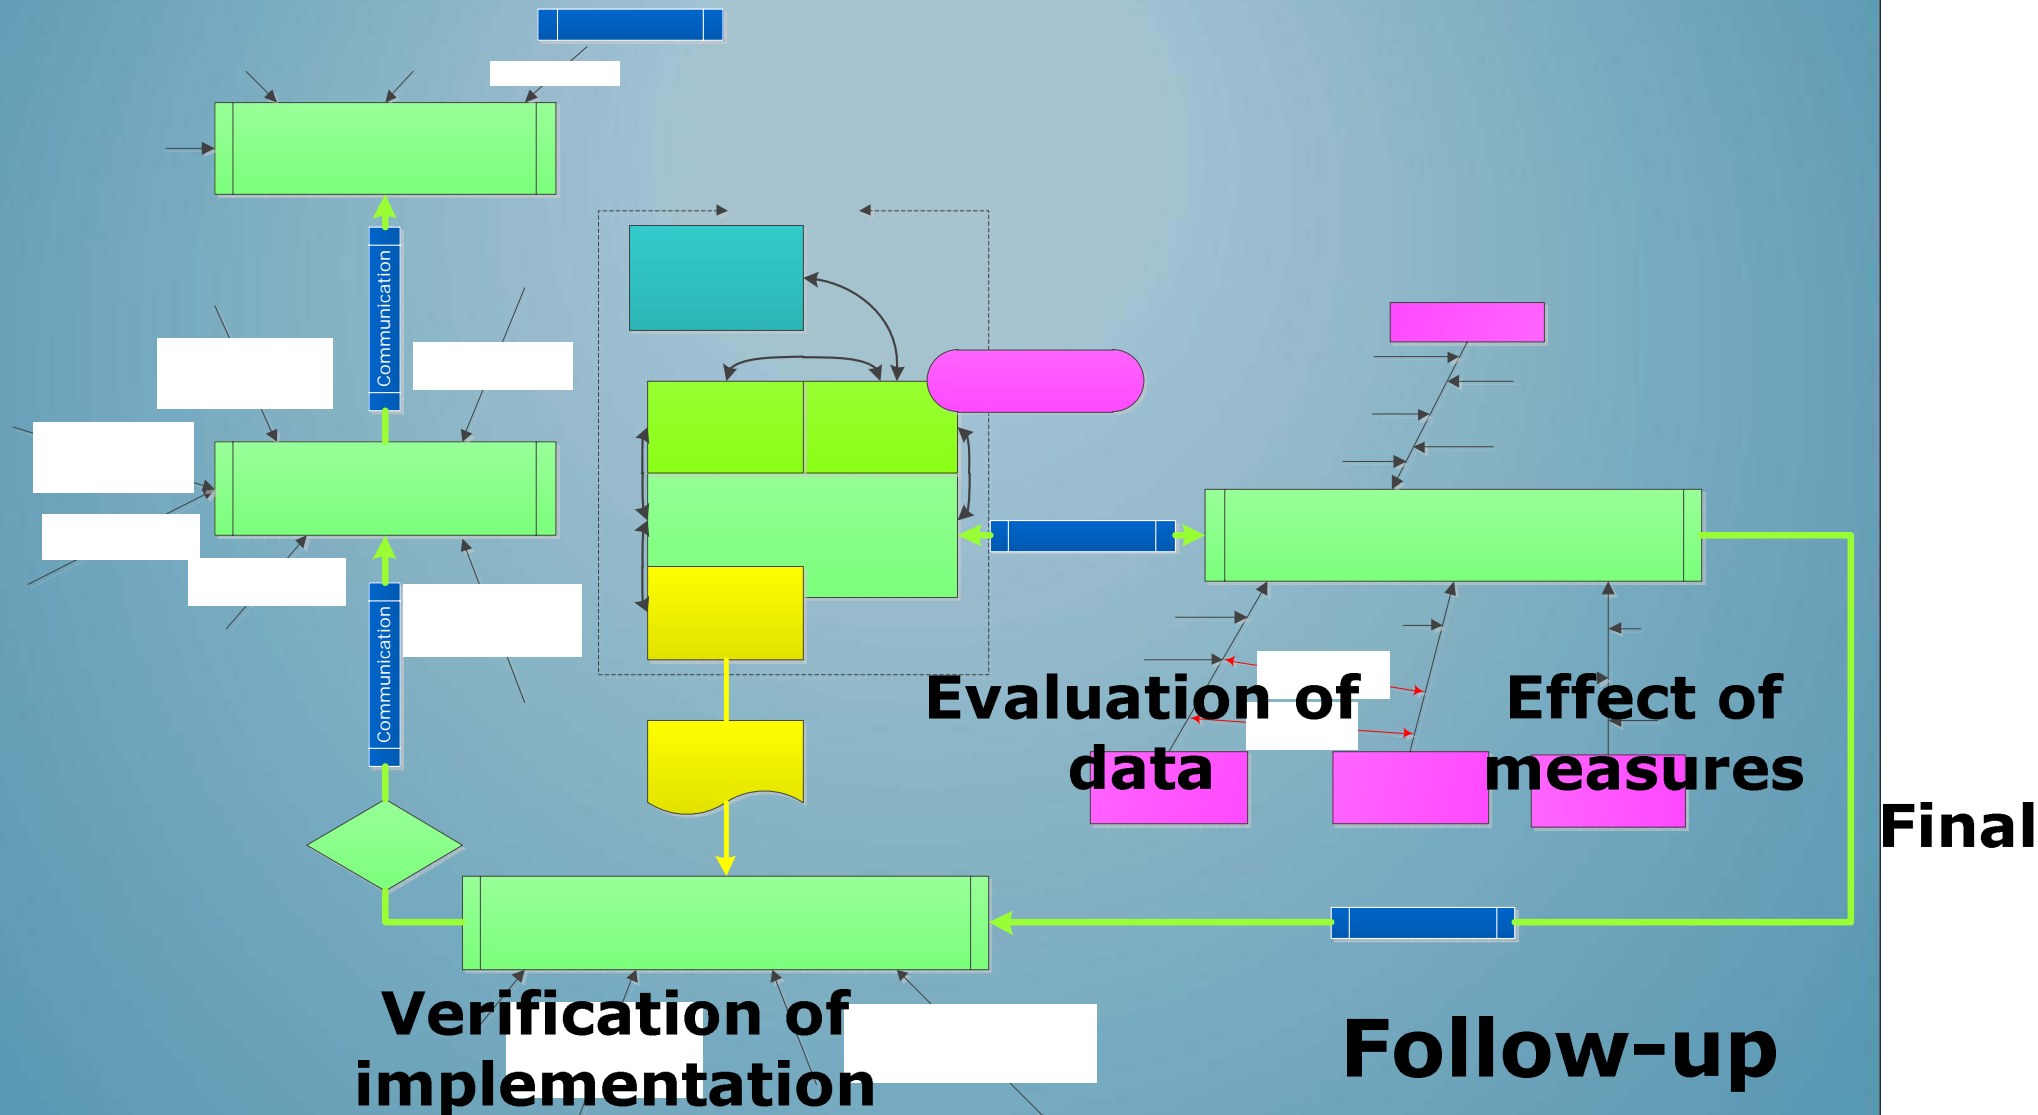 Communication
Communication
Evaluation of
data
Effect of
measures
Final
Verification of
implementation
Follow-up